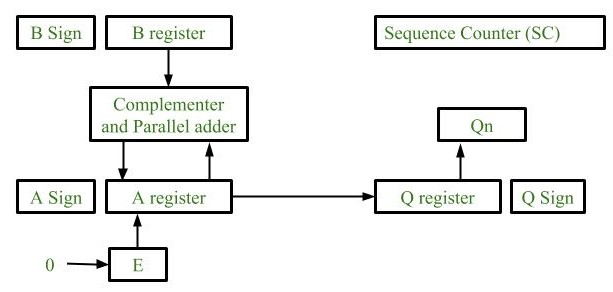 B Sign
B register
Sequence Counter (SC)
Complementer
and Parallel adder
Qn
A Sign
A register
Q register
Q Sign
0
E